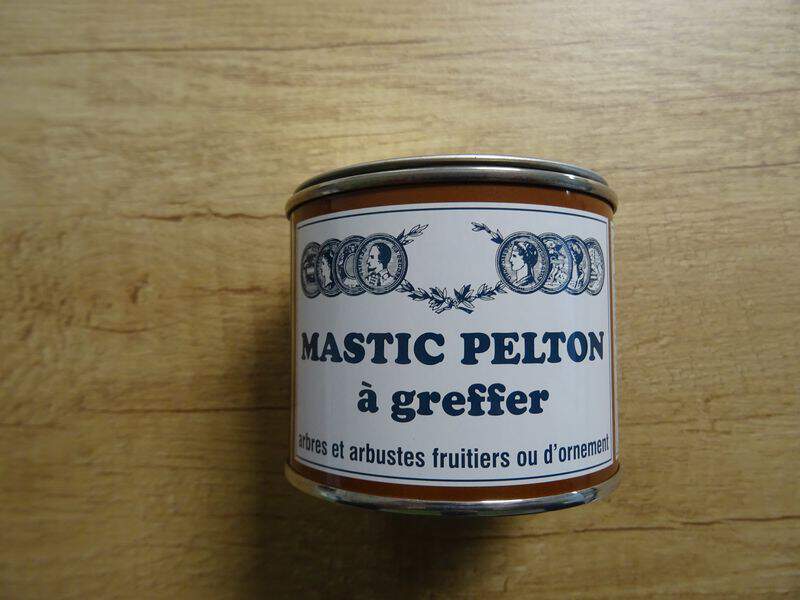 MASTIC PELTON
à greffer
arbres et arbustes fruitiers ou d'ornement